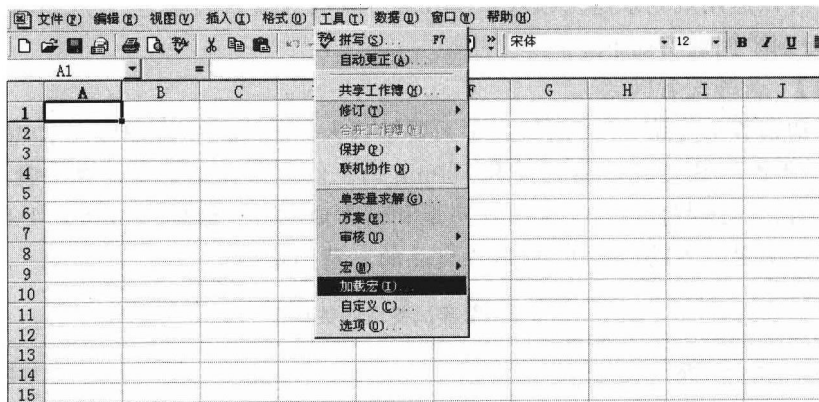 文件(F) 编辑(E) 视图(V) 插入(I) 格式(O) 工具(T) 数据(D) 窗口(W) 帮助(H)
拼写(S)... F7
宋体 12 B I U
自动更正(A)...
A1 =
共享工作簿(H)...
A B C F G H I J
修订(T)
合并工作簿(W)...
保护(P)
联机协作(N)
单变量求解(G)...
方案(E)...
审核(U)
宏(M)
加载宏(I)...
自定义(C)...
选项(O)...
1
2
3
4
5
6
7
8
9
10
11
12
13
14
15